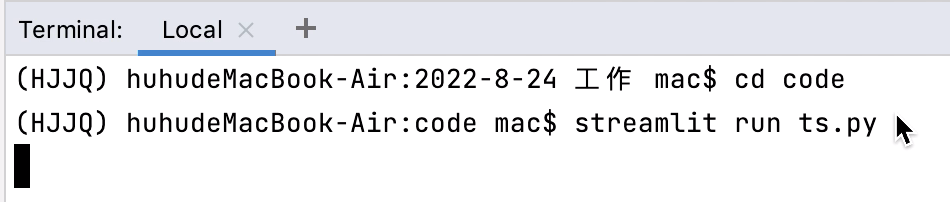 Terminal: Local × +
(HJJQ) huhudeMacBook-Air:2022-8-24 工作 mac$ cd code
(HJJQ) huhudeMacBook-Air:code mac$ streamlit run ts.py